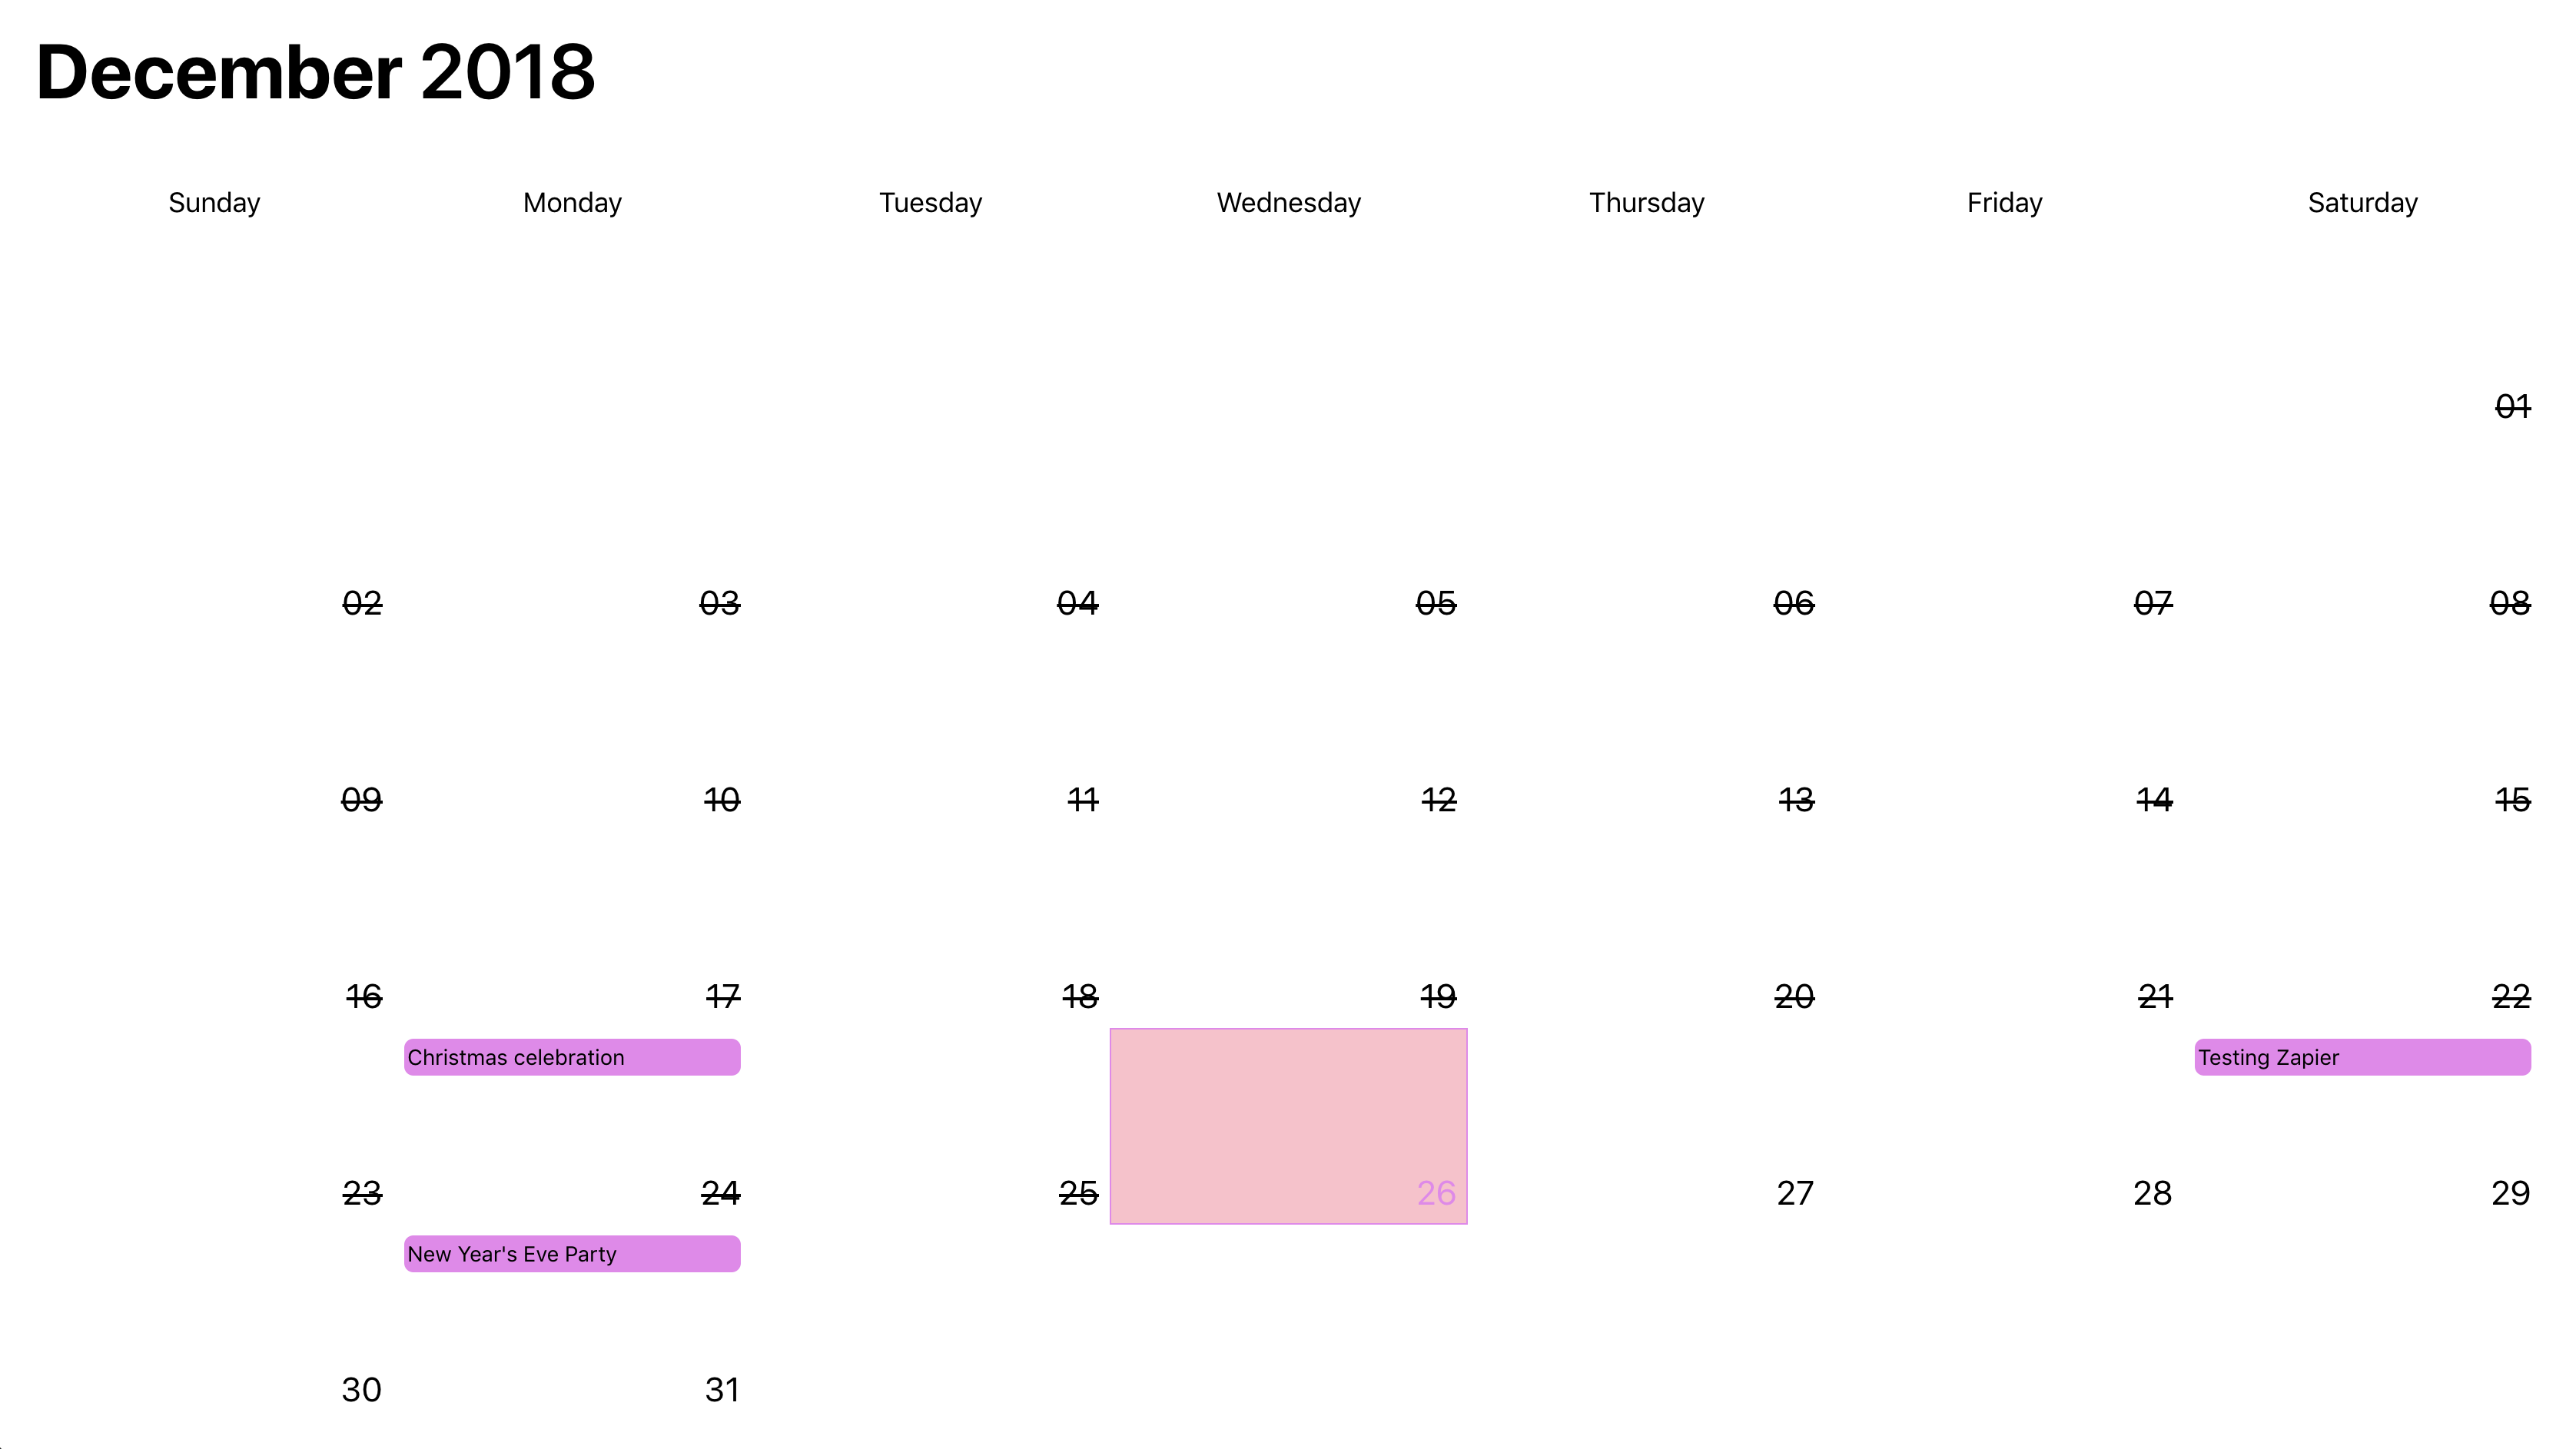 December 2018
Sunday Monday Tuesday Wednesday Thursday Friday Saturday
01
02 03 04 05 06 07 08
09 10 11 12 13 14 15
16 17 18 19 20 21 22
Christmas celebration Testing Zapier
23 24 25 26 27 28 29
New Year's Eve Party
30 31